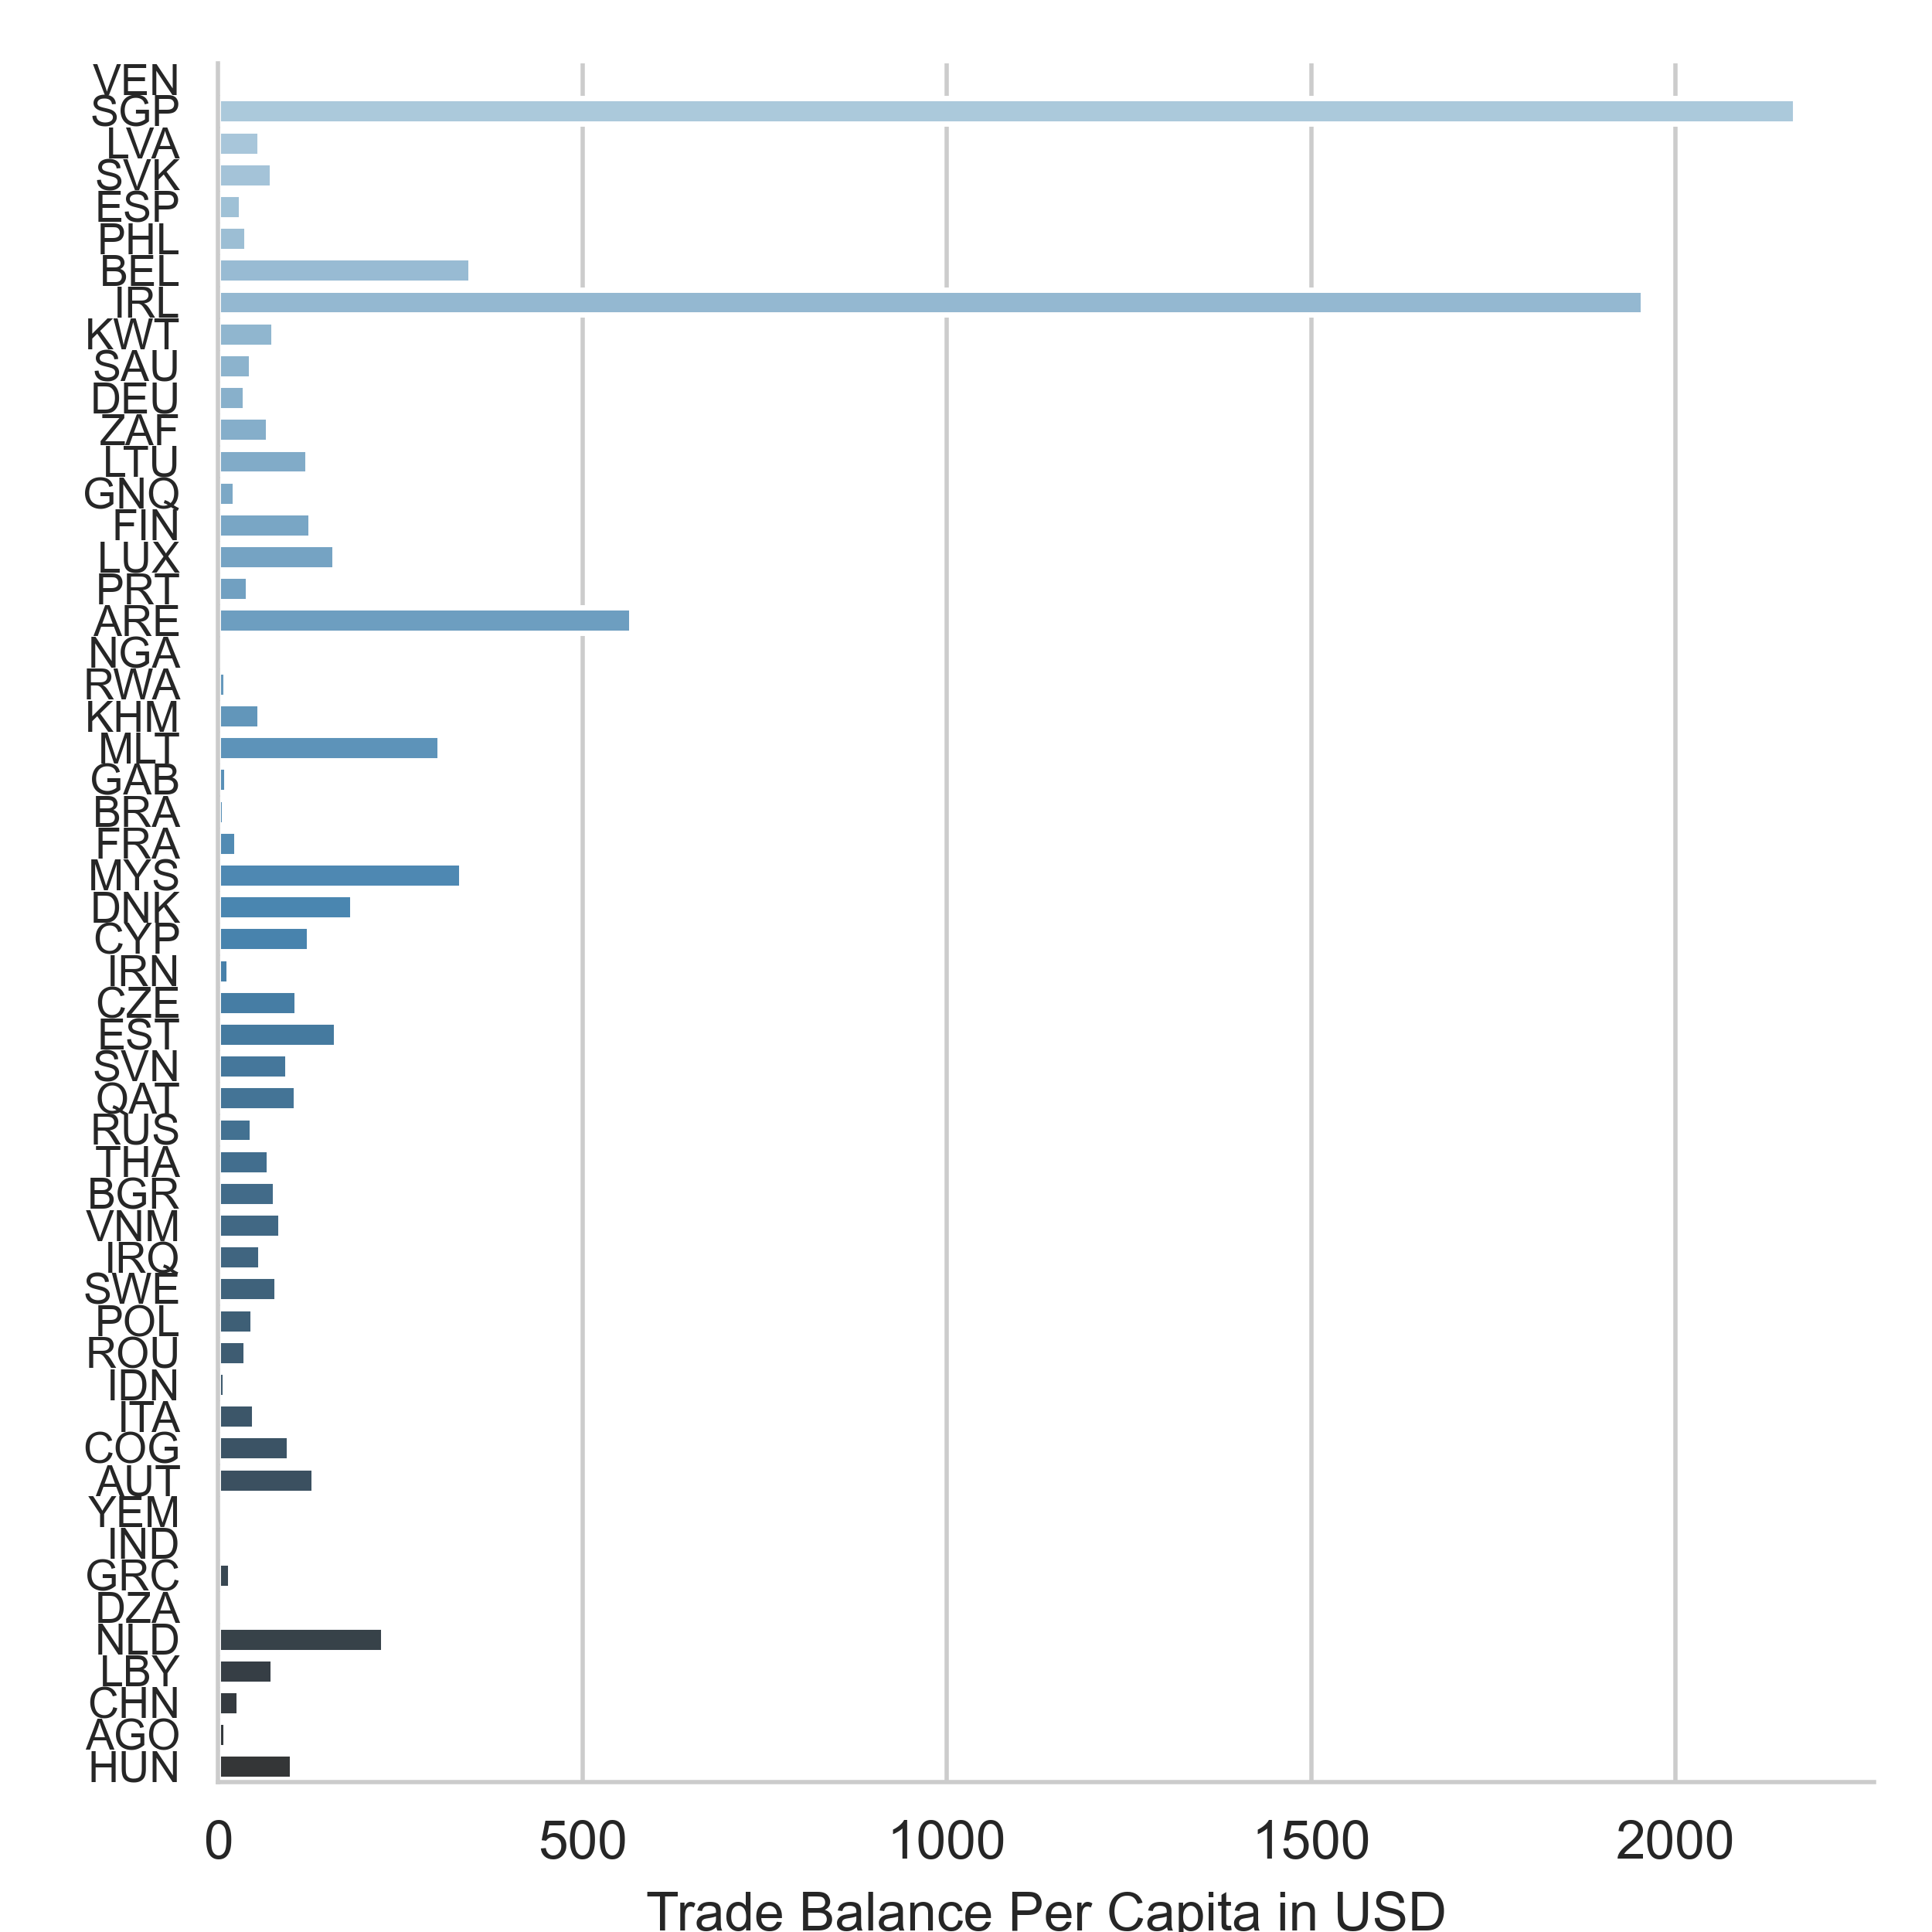 VEN
SGP
LVA
SVK
ESP
PHL
BEL
IRL
KWT
SAU
DEU
ZAF
LTU
GNQ
FIN
LUX
PRT
ARE
NGA
RWA
KHM
MLT
GAB
BRA
FRA
MYS
DNK
CYP
IRN
CZE
EST
SVN
QAT
RUS
THA
BGR
VNM
IRQ
SWE
POL
ROU
IDN
ITA
COG
AUT
YEM
IND
GRC
DZA
NLD
LBY
CHN
AGO
HUN
0 500 1000 1500 2000
Trade Balance Per Capita in USD